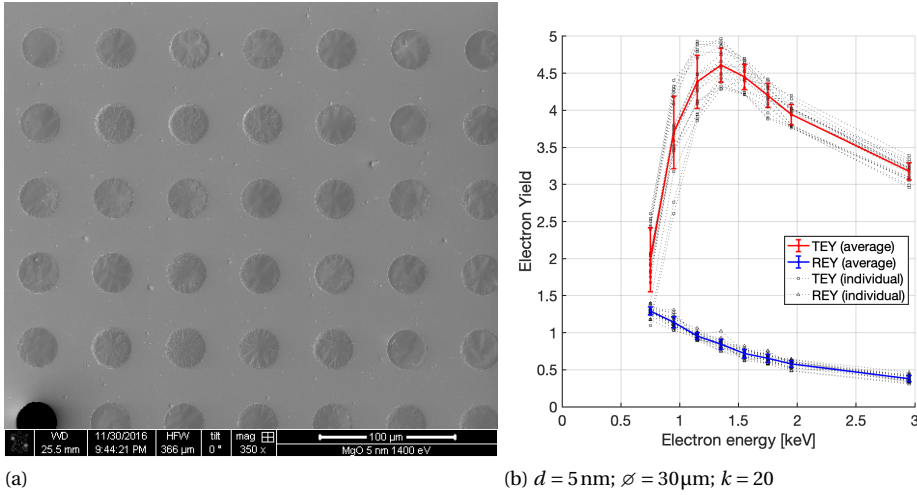 WD
25.5 mm
11/30/2016
9:44:21 PM
HFW
366 µm
tilt
0 °
mag
350 x
100 µm
MgO 5 nm 1400 eV
(a)
Electron Yield
5
4.5
4
3.5
3
2.5
2
1.5
1
0.5
0
TEY (average)
REY (average)
TEY (individual)
REY (individual)
0 0.5 1 1.5 2 2.5 3
Electron energy [keV]
(b) d = 5 nm; ⌀ = 30 µm; k = 20